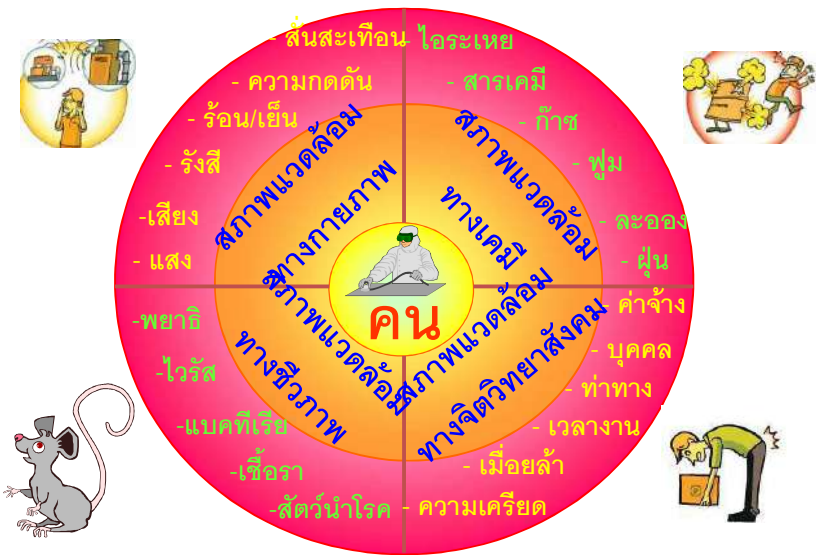 - สั่นสะเทือน
- ความกดดัน
- ร้อน/เย็น
- รังสี
-เสียง
- แสง
สภาพแวดล้อม
ทางกายภาพ
- ไอระเหย
- สารเคมี
- ก๊าซ
- ฟูม
- ละออง
- ฝุ่น
สภาพแวดล้อม
ทางเคมี
คน
-พยาธิ
-ไวรัส
-แบคทีเรีย
-เชื้อรา
-สัตว์นำโรค
สภาพแวดล้อม
ทางชีวภาพ
- ค่าจ้าง
- บุคคล
- ท่าทาง
- เวลางาน
- เมื่อยล้า
- ความเครียด
สภาพแวดล้อม
ทางจิตวิทยาสังคม